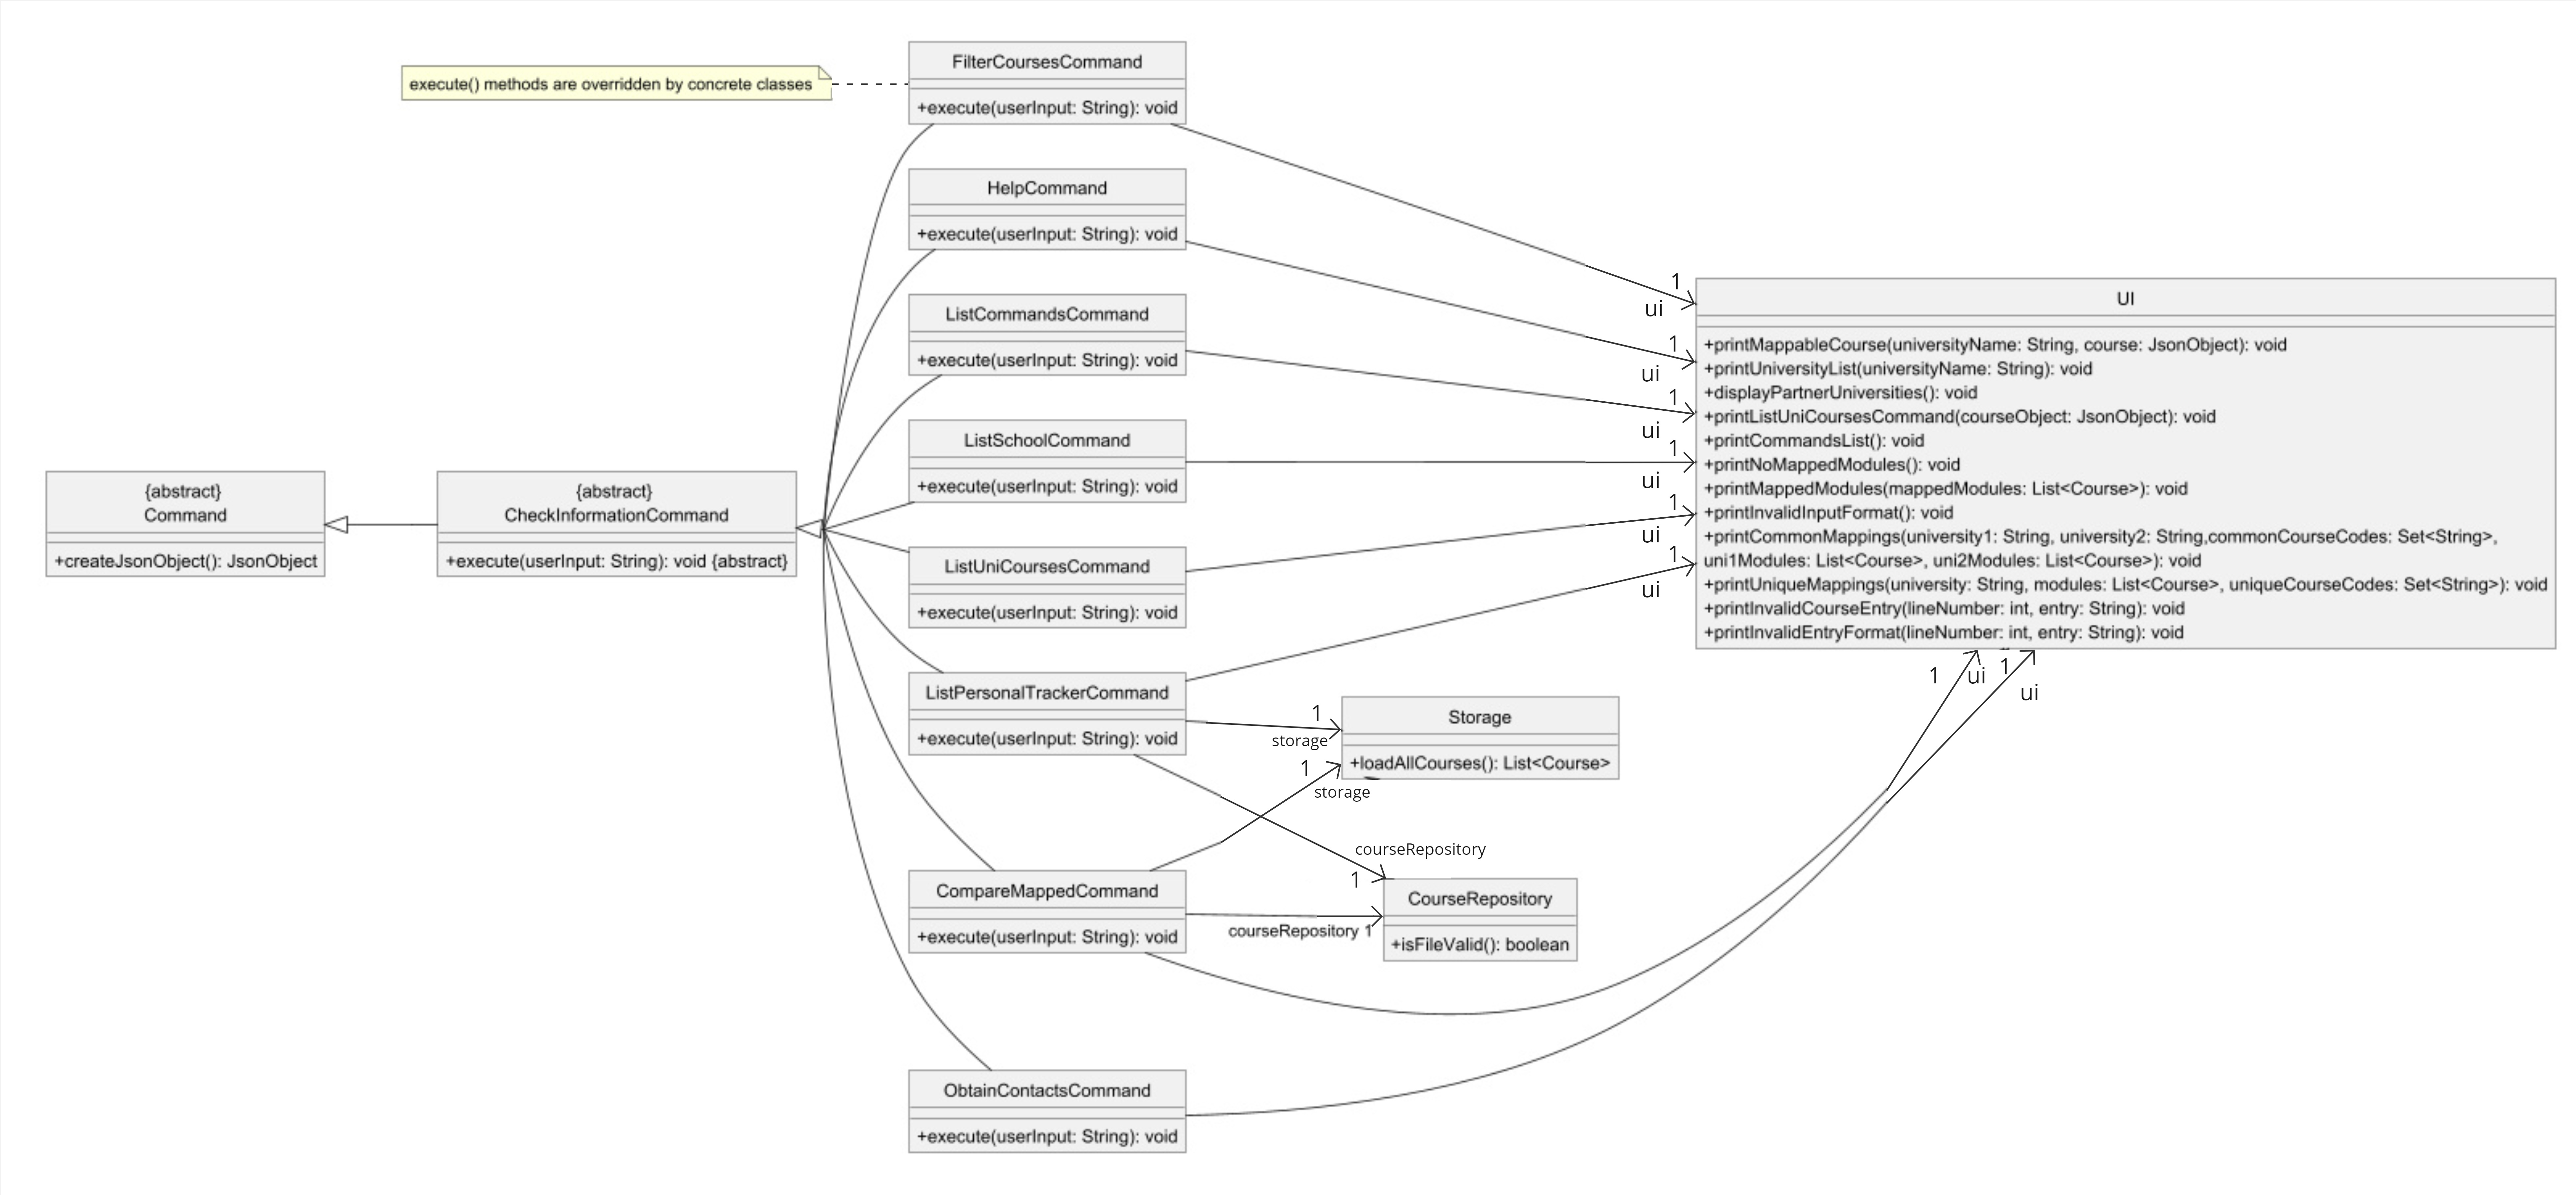 execute() methods are overridden by concrete classes
FilterCoursesCommand
+execute(userInput: String): void
HelpCommand
+execute(userInput: String): void
ListCommandsCommand
+execute(userInput: String): void
ListSchoolCommand
+execute(userInput: String): void
{abstract}
Command
+createJsonObject(): JsonObject
{abstract}
CheckInformationCommand
+execute(userInput: String): void {abstract}
ListUniCoursesCommand
+execute(userInput: String): void
ListPersonalTrackerCommand
+execute(userInput: String): void
CompareMappedCommand
+execute(userInput: String): void
ObtainContactsCommand
+execute(userInput: String): void
1
ui
1
ui
1
ui
1
ui
1
ui
1
ui
UI
+printMappableCourse(universityName: String, course: JsonObject): void
+printUniversityList(universityName: String): void
+displayPartnerUniversities(): void
+printListUniCoursesCommand(courseObject: JsonObject): void
+printCommandsList(): void
+printNoMappedModules(): void
+printMappedModules(mappedModules: List<Course>): void
+printInvalidInputFormat(): void
+printCommonMappings(university1: String, university2: String,commonCourseCodes: Set<String>,
uni1Modules: List<Course>, uni2Modules: List<Course>): void
+printUniqueMappings(university: String, modules: List<Course>, uniqueCourseCodes: Set<String>): void
+printInvalidCourseEntry(lineNumber: int, entry: String): void
+printInvalidEntryFormat(lineNumber: int, entry: String): void
1
ui
1
ui
1
storage
Storage
+loadAllCourses(): List<Course>
1
storage
courseRepository
1
CourseRepository
+isFileValid(): boolean
courseRepository 1